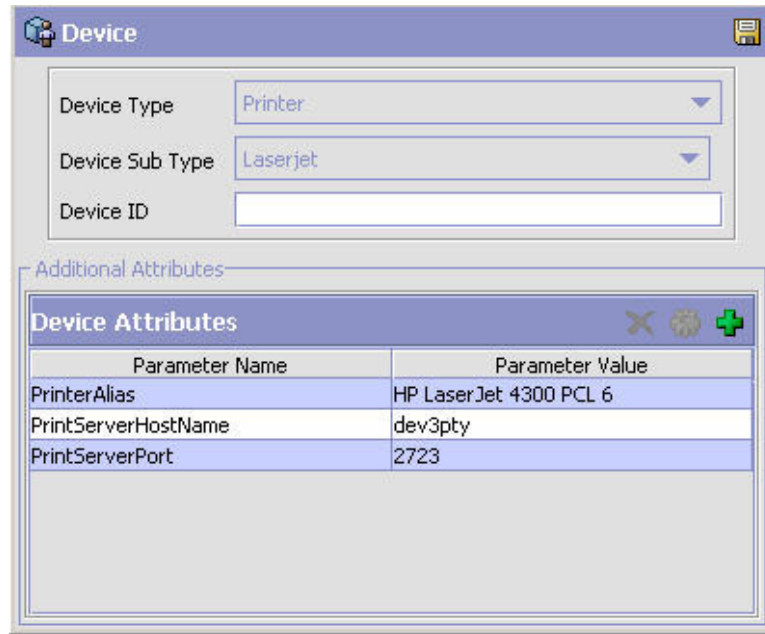 Device
Device Type Printer
Device Sub Type Laserjet
Device ID
Additional Attributes
Device Attributes
Parameter Name Parameter Value
PrinterAlias HP LaserJet 4300 PCL 6
PrintServerHostName dev3pty
PrintServerPort 2723